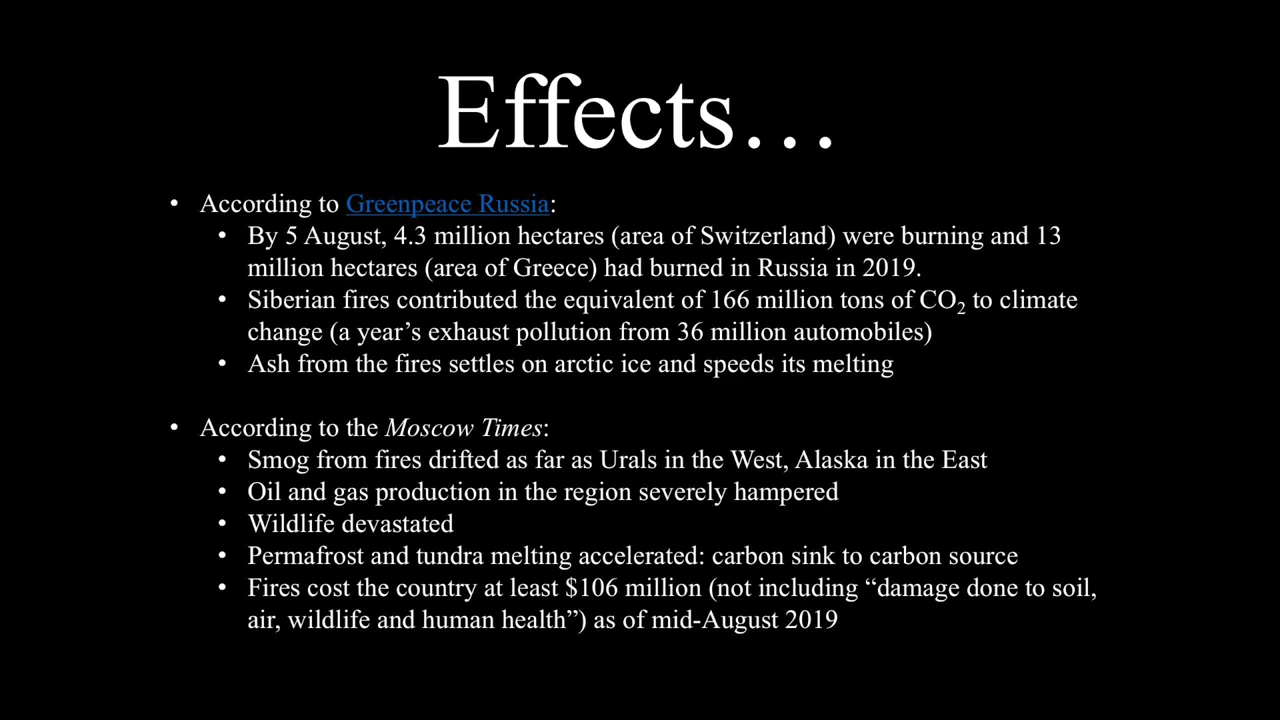 Effects…
• According to Greenpeace Russia:
• By 5 August, 4.3 million hectares (area of Switzerland) were burning and 13
million hectares (area of Greece) had burned in Russia in 2019.
• Siberian fires contributed the equivalent of 166 million tons of CO₂ to climate
change (a year’s exhaust pollution from 36 million automobiles)
• Ash from the fires settles on arctic ice and speeds its melting
• According to the Moscow Times:
• Smog from fires drifted as far as Urals in the West, Alaska in the East
• Oil and gas production in the region severely hampered
• Wildlife devastated
• Permafrost and tundra melting accelerated: carbon sink to carbon source
• Fires cost the country at least $106 million (not including “damage done to soil,
air, wildlife and human health”) as of mid-August 2019